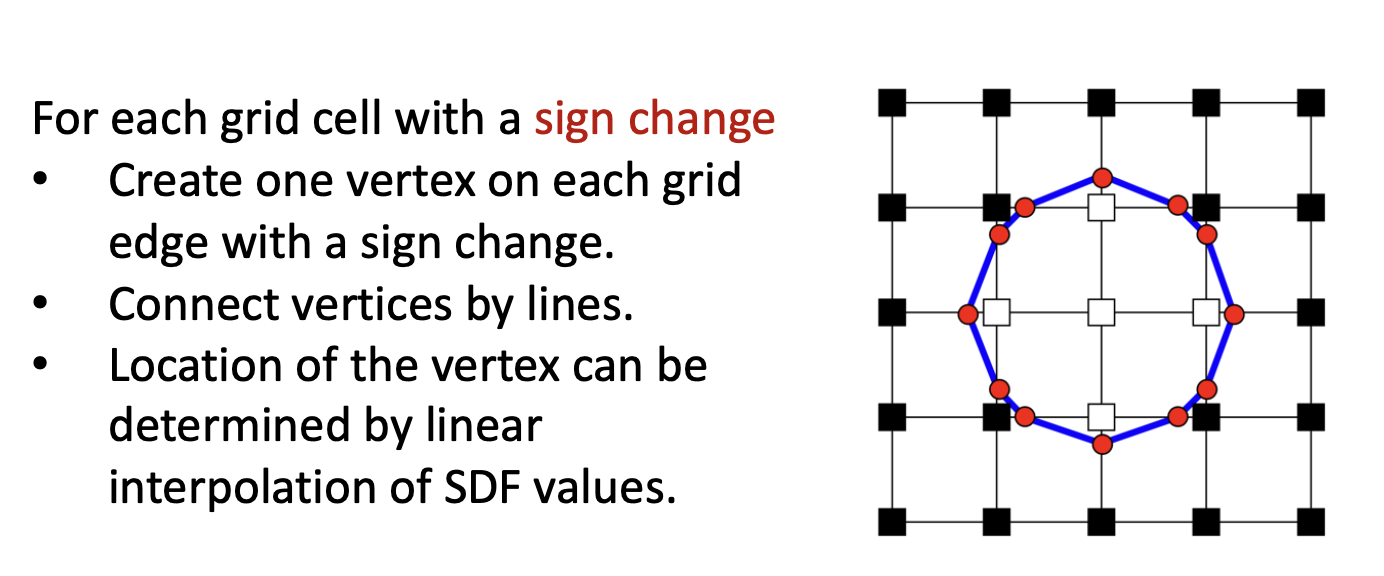 For each grid cell with a sign change
• Create one vertex on each grid
edge with a sign change.
• Connect vertices by lines.
• Location of the vertex can be
determined by linear
interpolation of SDF values.